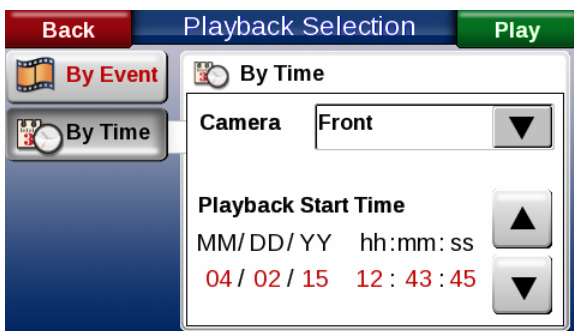 Back Playback Selection Play
By Event
By Time
By Time
Camera Front
Playback Start Time
MM/ DD/ YY hh:mm: ss
04 / 02 / 15 12 : 43 : 45